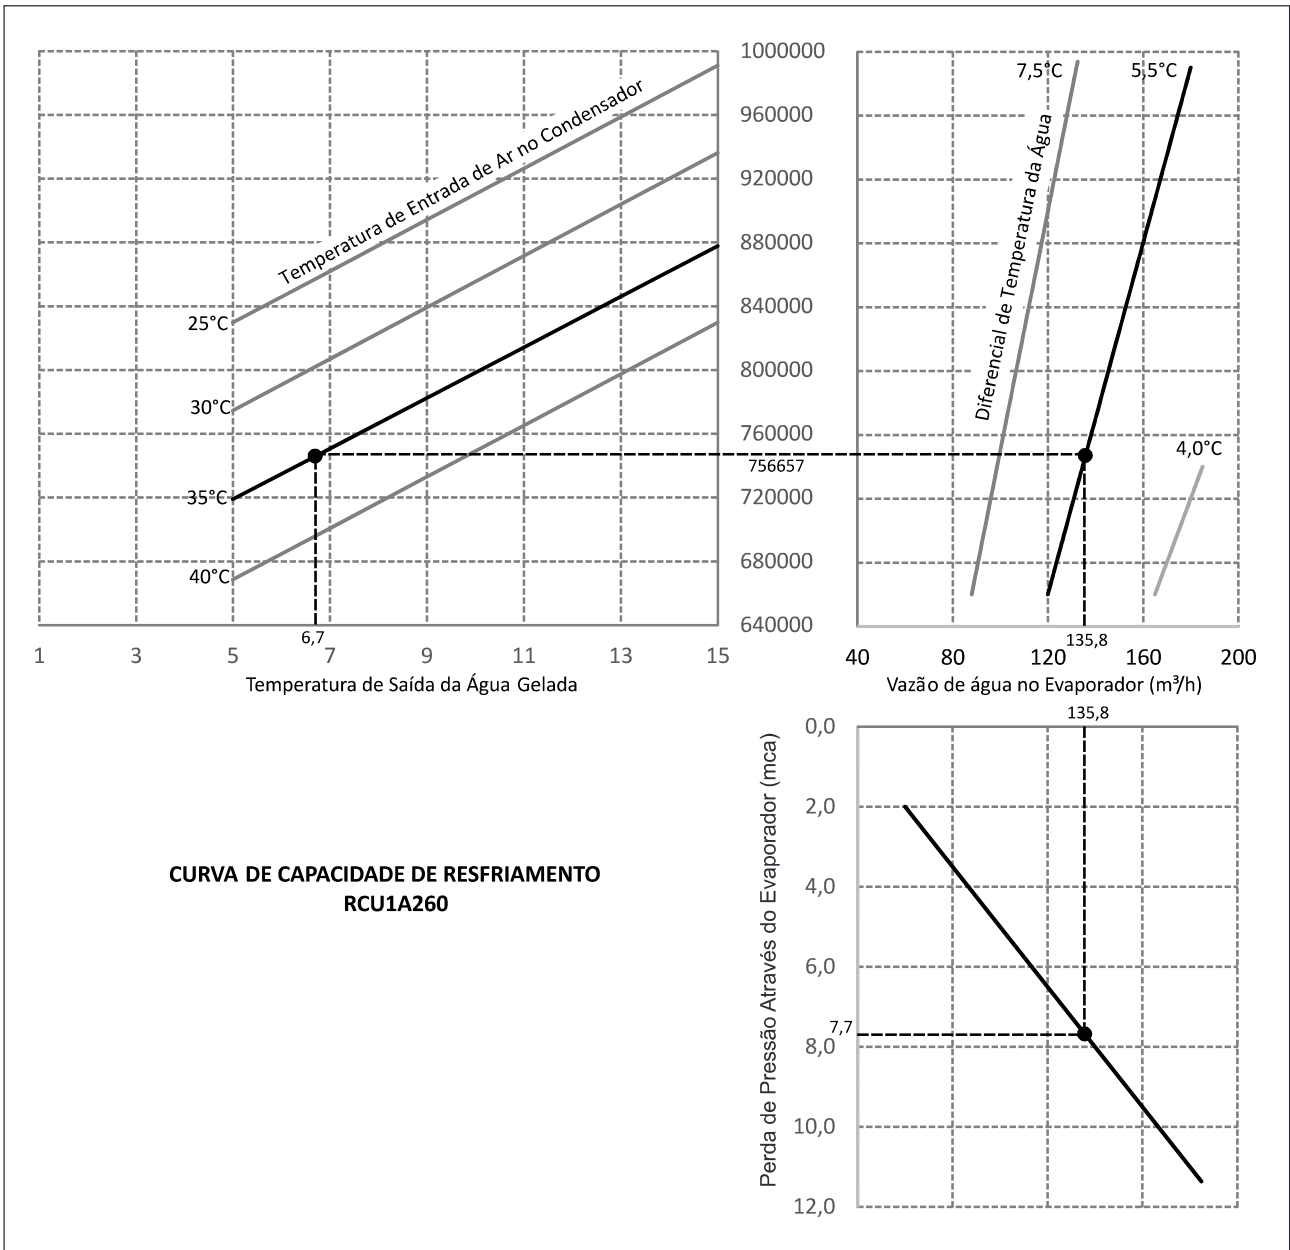 1000000
960000
920000
880000
840000
800000
760000
756657
720000
680000
640000
Temperatura de Entrada de Ar no Condensador
25°C
30°C
35°C
40°C
6,7
1 3 5 7 9 11 13 15
Temperatura de Saída da Água Gelada
7,5°C 5,5°C
Diferencial de Temperatura da Água
4,0°C
135,8
40 80 120 160 200
Vazão de água no Evaporador (m³/h)
135,8
Perda de Pressão Através do Evaporador (mca)
0,0
2,0
4,0
6,0
7,7
8,0
10,0
12,0
CURVA DE CAPACIDADE DE RESFRIAMENTO
RCU1A260